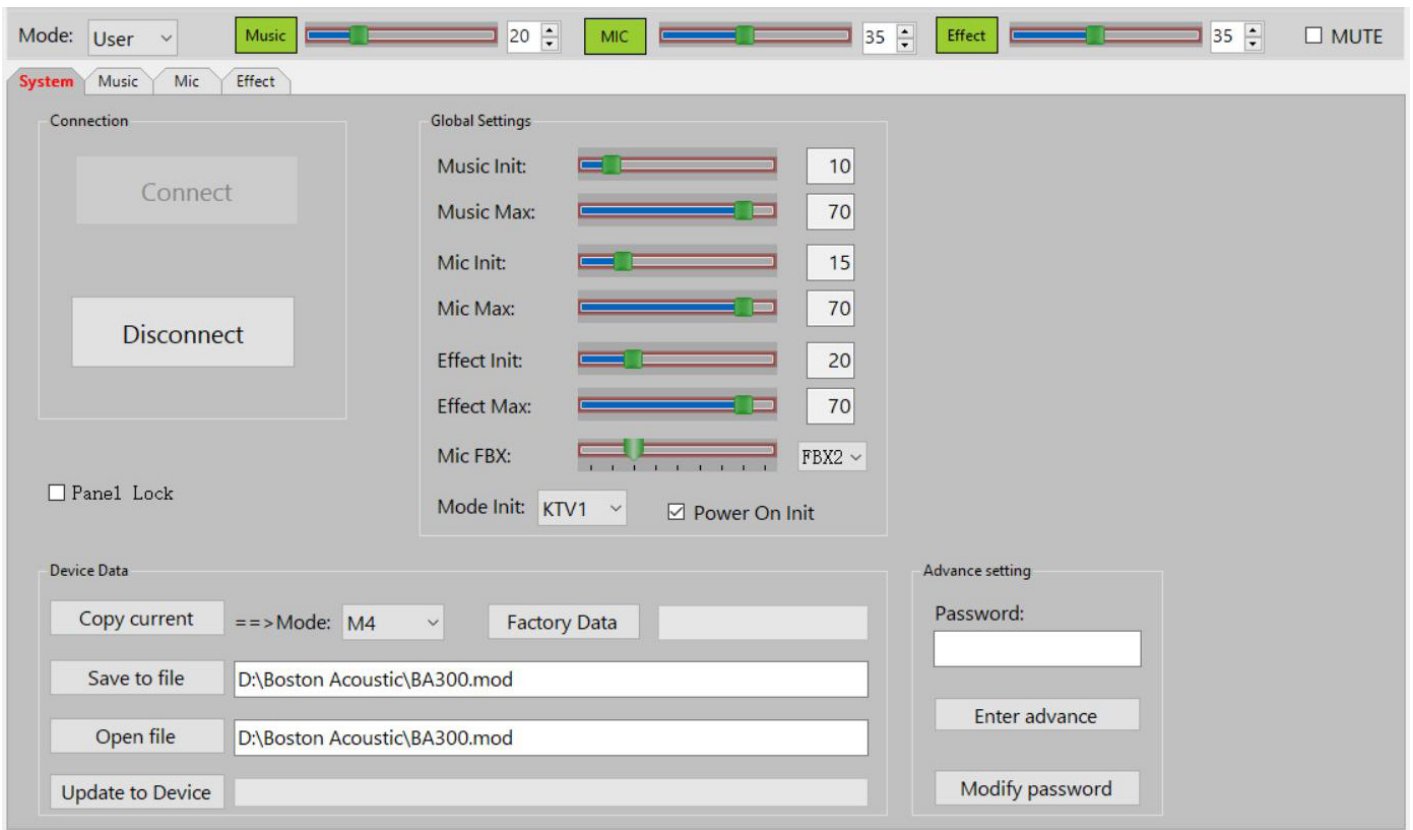 Mode: User Music 20 MIC 35 Effect 35 MUTE
System Music Mic Effect
Connection
Connect
Disconnect
Panel Lock
Global Settings
Music Init: 10
Music Max: 70
Mic Init: 15
Mic Max: 70
Effect Init: 20
Effect Max: 70
Mic FBX: FBX2
Mode Init: KTV1 Power On Init
Device Data
Copy current ==>Mode: M4 Factory Data
Save to file D:\Boston Acoustic\BA300.mod
Open file D:\Boston Acoustic\BA300.mod
Update to Device
Advance setting
Password:
Enter advance
Modify password